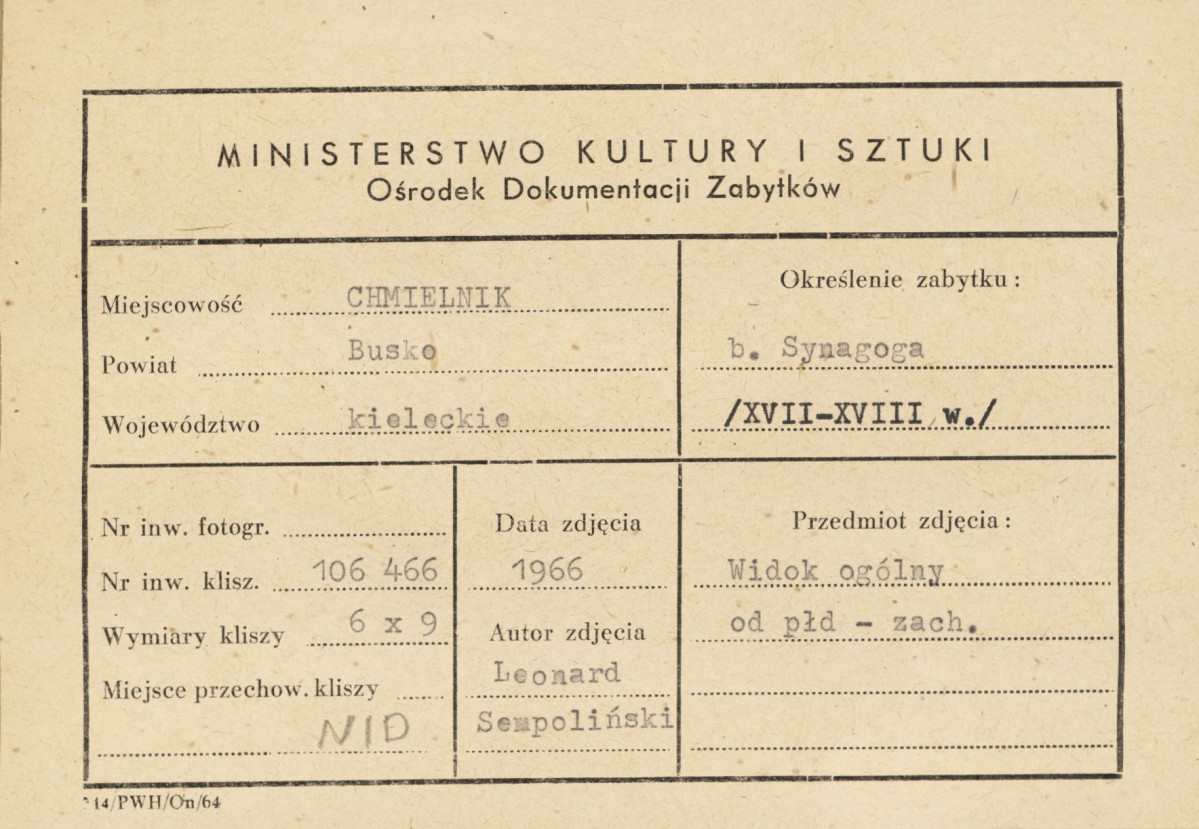 MINISTERSTWO KULTURY I SZTUKI
Ośrodek Dokumentacji Zabytków
Miejscowość CHMIELNIK
Powiat Busko
Województwo kieleckie
Określenie zabytku:
b. Synagoga
/XVII-XVIII w./
Nr inw. fotogr.
Nr inw. klisz. 106 466
Wymiary kliszy 6 x 9
Miejsce przechow. kliszy
NID
Data zdjęcia
1966
Autor zdjęcia
Leonard
Sempoliński
Przedmiot zdjęcia:
Widok ogólny
od płd - zach.
14/PWH/On/64